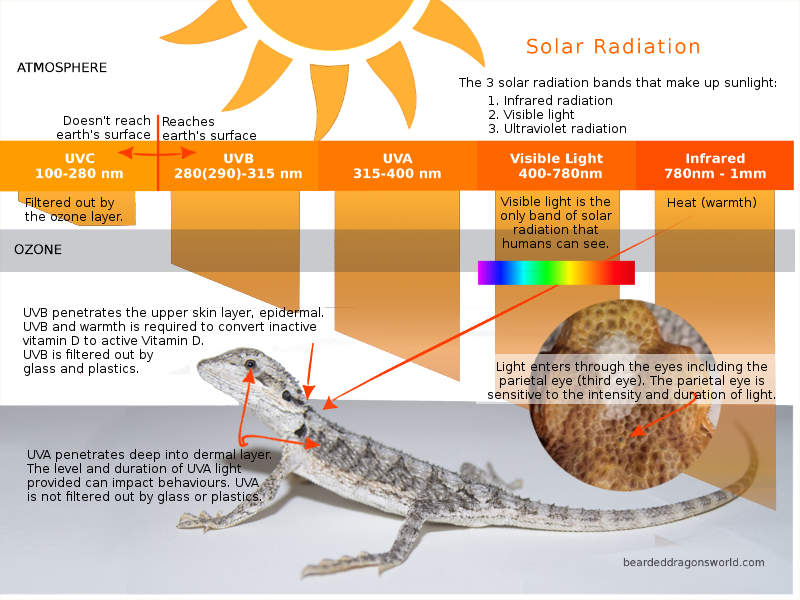 Solar Radiation
ATMOSPHERE
The 3 solar radiation bands that make up sunlight:
1. Infrared radiation
2. Visible light
3. Ultraviolet radiation
Doesn't reach
earth's surface
Reaches
earth's surface
UVC
100-280 nm
UVB
280(290)-315 nm
UVA
315-400 nm
Visible Light
400-780nm
Infrared
780nm - 1mm
Filtered out by
the ozone layer.
Visible light is the
only band of solar
radiation that
humans can see.
Heat (warmth)
OZONE
UVB penetrates the upper skin layer, epidermal.
UVB and warmth is required to convert inactive
vitamin D to active Vitamin D.
UVB is filtered out by
glass and plastics.
Light enters through the eyes including the
parietal eye (third eye). The parietal eye is
sensitive to the intensity and duration of light.
UVA penetrates deep into dermal layer.
The level and duration of UVA light
provided can impact behaviours. UVA
is not filtered out by glass or plastics.
beardeddragonsworld.com